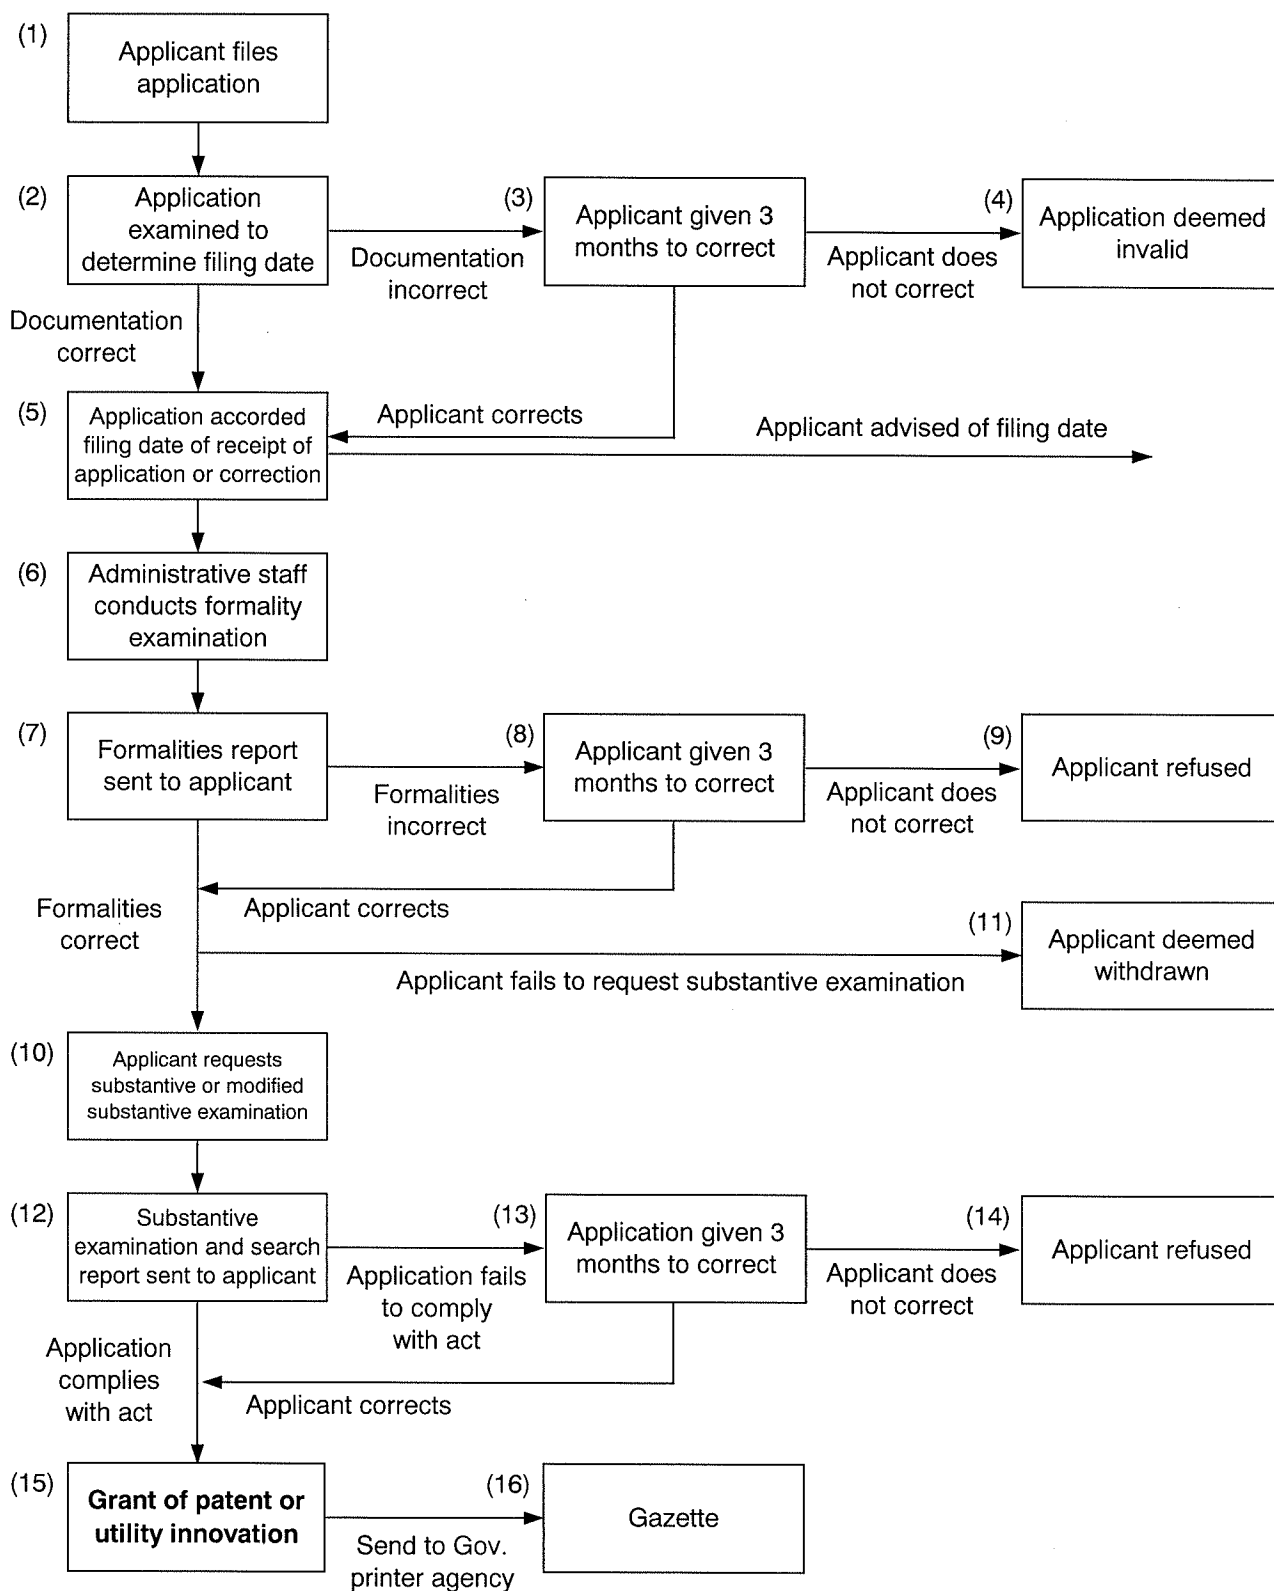 (1)
Applicant files
application
(2)
Application
examined to
determine filing date
Documentation
incorrect
(3)
Applicant given 3
months to correct
Applicant does
not correct
(4)
Application deemed
invalid
Documentation
correct
(5)
Application accorded
filing date of receipt of
application or correction
Applicant corrects
Applicant advised of filing date
(6)
Administrative staff
conducts formality
examination
(7)
Formalities report
sent to applicant
Formalities
incorrect
(8)
Applicant given 3
months to correct
Applicant does
not correct
(9)
Applicant refused
Formalities
correct
Applicant corrects
Applicant fails to request substantive examination
(11)
Applicant deemed
withdrawn
(10)
Applicant requests
substantive or modified
substantive examination
(12)
Substantive
examination and search
report sent to applicant
Application fails
to comply
with act
(13)
Application given 3
months to correct
Applicant does
not correct
(14)
Applicant refused
Application
complies
with act
Applicant corrects
(15)
Grant of patent or
utility innovation
Send to Gov.
printer agency
(16)
Gazette